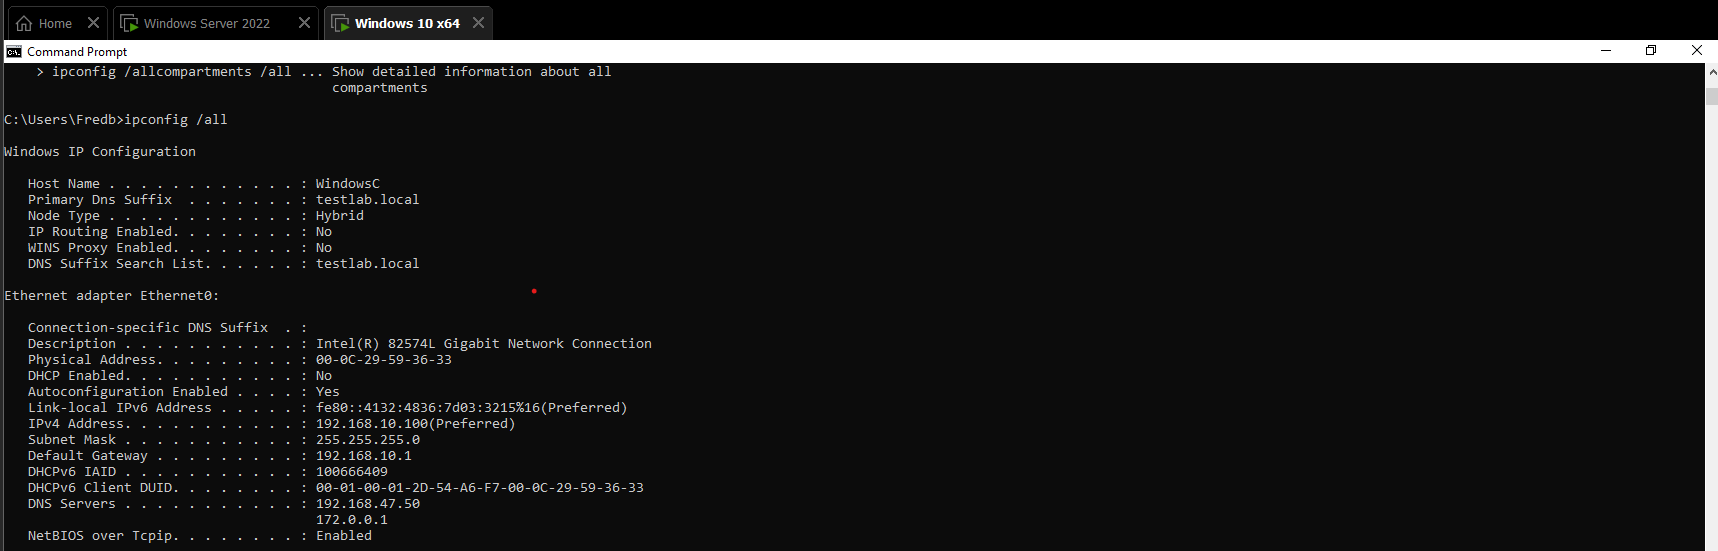 Home
Windows Server 2022
Windows 10 x64
Command Prompt
> ipconfig /allcompartments /all ... Show detailed information about all
compartments
C:\Users\Fredb>ipconfig /all
Windows IP Configuration
Host Name . . . . . . . . . . . . : WindowsC
Primary Dns Suffix  . . . . . . . : testlab.local
Node Type . . . . . . . . . . . . : Hybrid
IP Routing Enabled. . . . . . . . : No
WINS Proxy Enabled. . . . . . . . : No
DNS Suffix Search List. . . . . . : testlab.local
Ethernet adapter Ethernet0:
Connection-specific DNS Suffix  . :
Description . . . . . . . . . . . : Intel(R) 82574L Gigabit Network Connection
Physical Address. . . . . . . . . : 00-0C-29-59-36-33
DHCP Enabled. . . . . . . . . . . : No
Autoconfiguration Enabled . . . . : Yes
Link-local IPv6 Address . . . . . : fe80::4132:4836:7d03:3215%16(Preferred)
IPv4 Address. . . . . . . . . . . : 192.168.10.100(Preferred)
Subnet Mask . . . . . . . . . . . : 255.255.255.0
Default Gateway . . . . . . . . . : 192.168.10.1
DHCPv6 IAID . . . . . . . . . . . : 100666409
DHCPv6 Client DUID. . . . . . . . : 00-01-00-01-2D-54-A6-F7-00-0C-29-59-36-33
DNS Servers . . . . . . . . . . . : 192.168.47.50
172.0.0.1
NetBIOS over Tcpip. . . . . . . . : Enabled